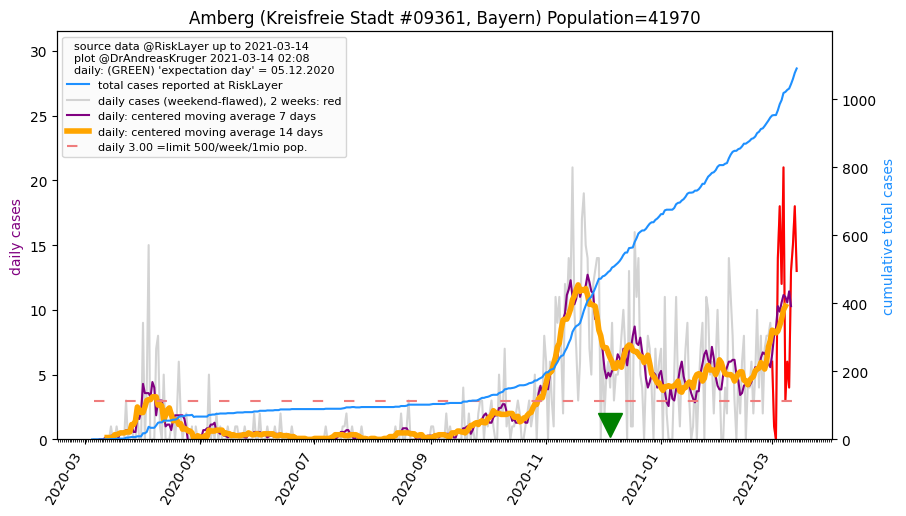 Amberg (Kreisfreie Stadt #09361, Bayern) Population=41970
source data @RiskLayer up to 2021-03-14
plot @DrAndreasKruger 2021-03-14 02:08
daily: (GREEN) 'expectation day' = 05.12.2020
total cases reported at RiskLayer
daily cases (weekend-flawed), 2 weeks: red
daily: centered moving average 7 days
daily: centered moving average 14 days
daily 3.00 =limit 500/week/1mio pop.
daily cases
30
25
20
15
10
5
0
cumulative total cases
1000
800
600
400
200
0
2020-03
2020-05
2020-07
2020-09
2020-11
2021-01
2021-03